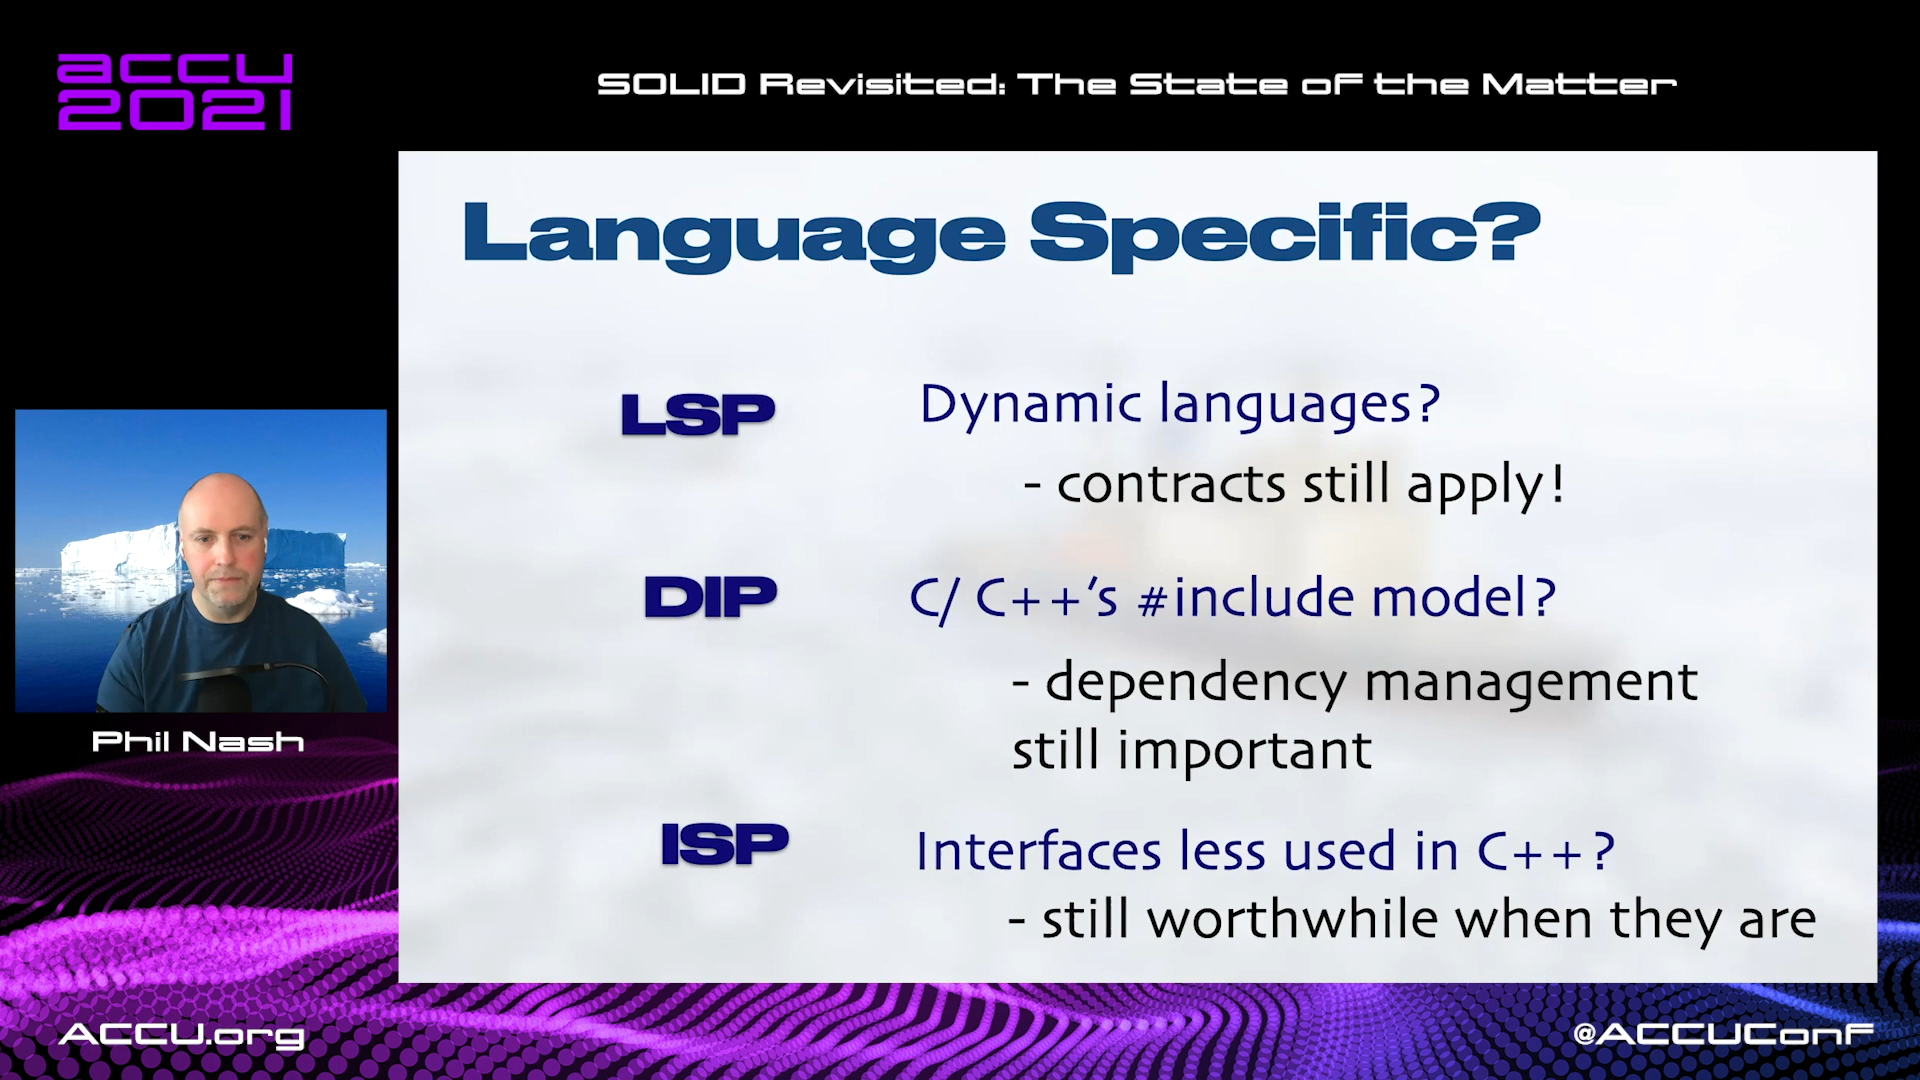 accu
2021
SOLID Revisited: The State of the Matter
Language Specific?
LSP
Dynamic languages?
- contracts still apply!
DIP
C/ C++’s #include model?
- dependency management
still important
ISP
Interfaces less used in C++?
- still worthwhile when they are
Phil Nash
ACCU.org
@ACCUConf